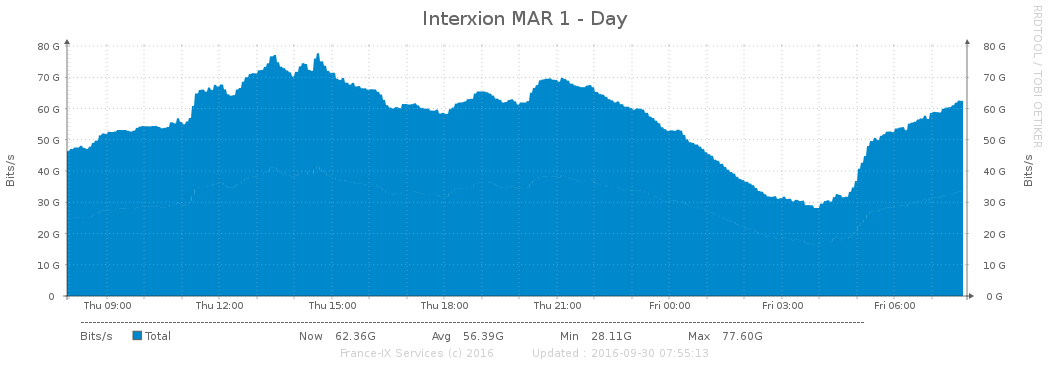 Interxion MAR 1 - Day
RRDTOOL / TOBI OETIKER
80 G 80 G
70 G 70 G
60 G 60 G
50 G 50 G
40 G 40 G
30 G 30 G
20 G 20 G
10 G 10 G
0 0 G
Bits/s
Bits/s
Thu 09:00 Thu 12:00 Thu 15:00 Thu 18:00 Thu 21:00 Fri 00:00 Fri 03:00 Fri 06:00
Bits/s Total Now 62.36G Avg 56.39G Min 28.11G Max 77.60G
France-IX Services (c) 2016 Updated : 2016-09-30 07:55:13